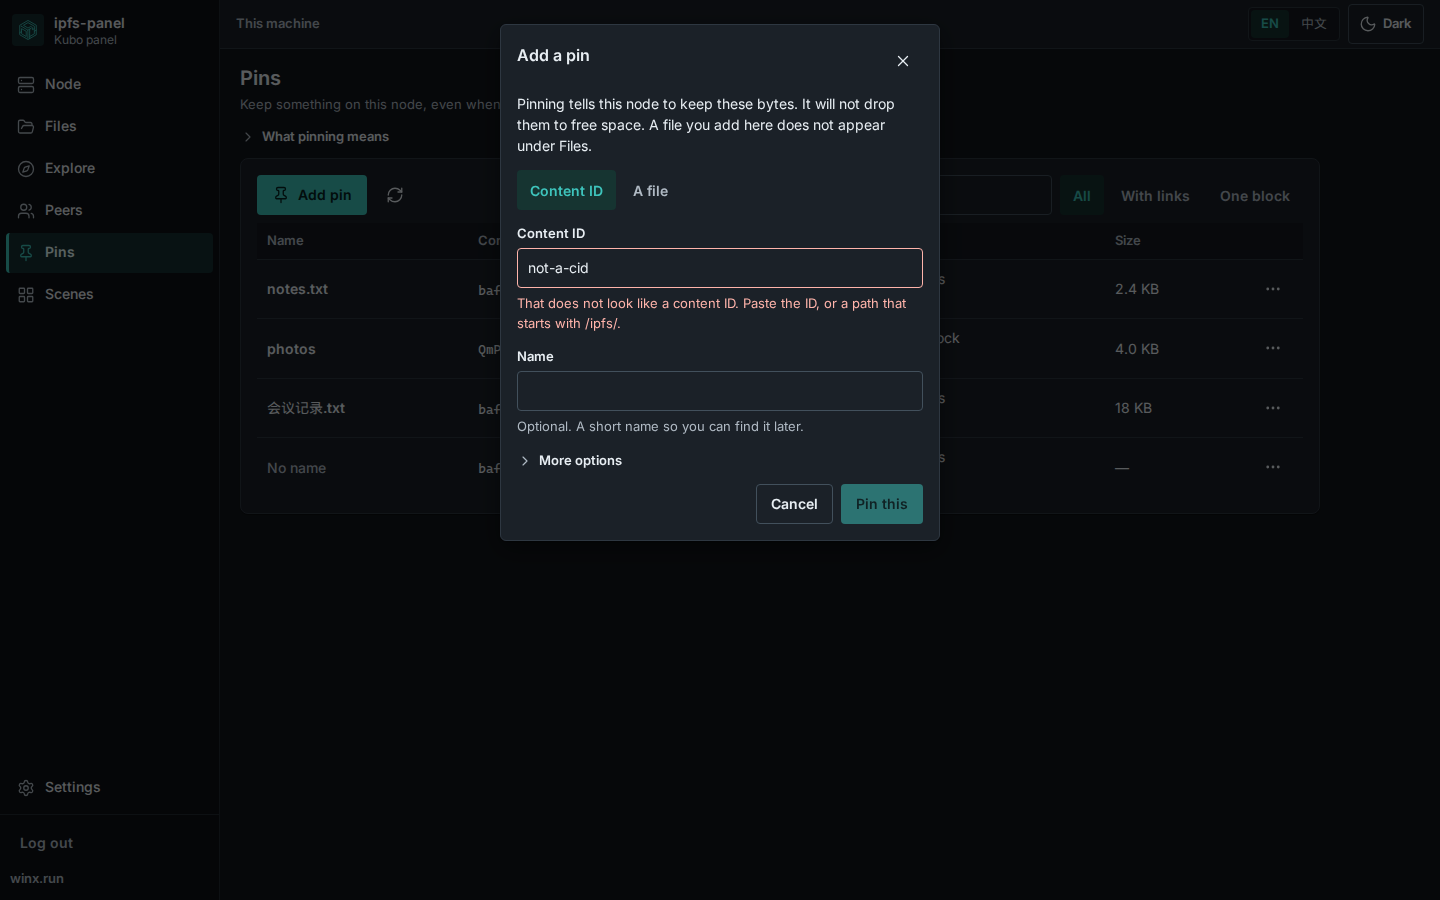 ipfs-panel
Kubo panel
This machine
EN
中文
Dark
Node
Files
Explore
Peers
Pins
Scenes
Settings
Log out
winx.run
Pins
Keep something on this node, even when
What pinning means
Add pin
All
With links
One block
Name
Size
notes.txt
2.4 KB
photos
4.0 KB
会议记录.txt
18 KB
No name
—
Add a pin
Pinning tells this node to keep these bytes. It will not drop
them to free space. A file you add here does not appear
under Files.
Content ID
A file
Content ID
not-a-cid
That does not look like a content ID. Paste the ID, or a path that
starts with /ipfs/.
Name
Optional. A short name so you can find it later.
More options
Cancel
Pin this